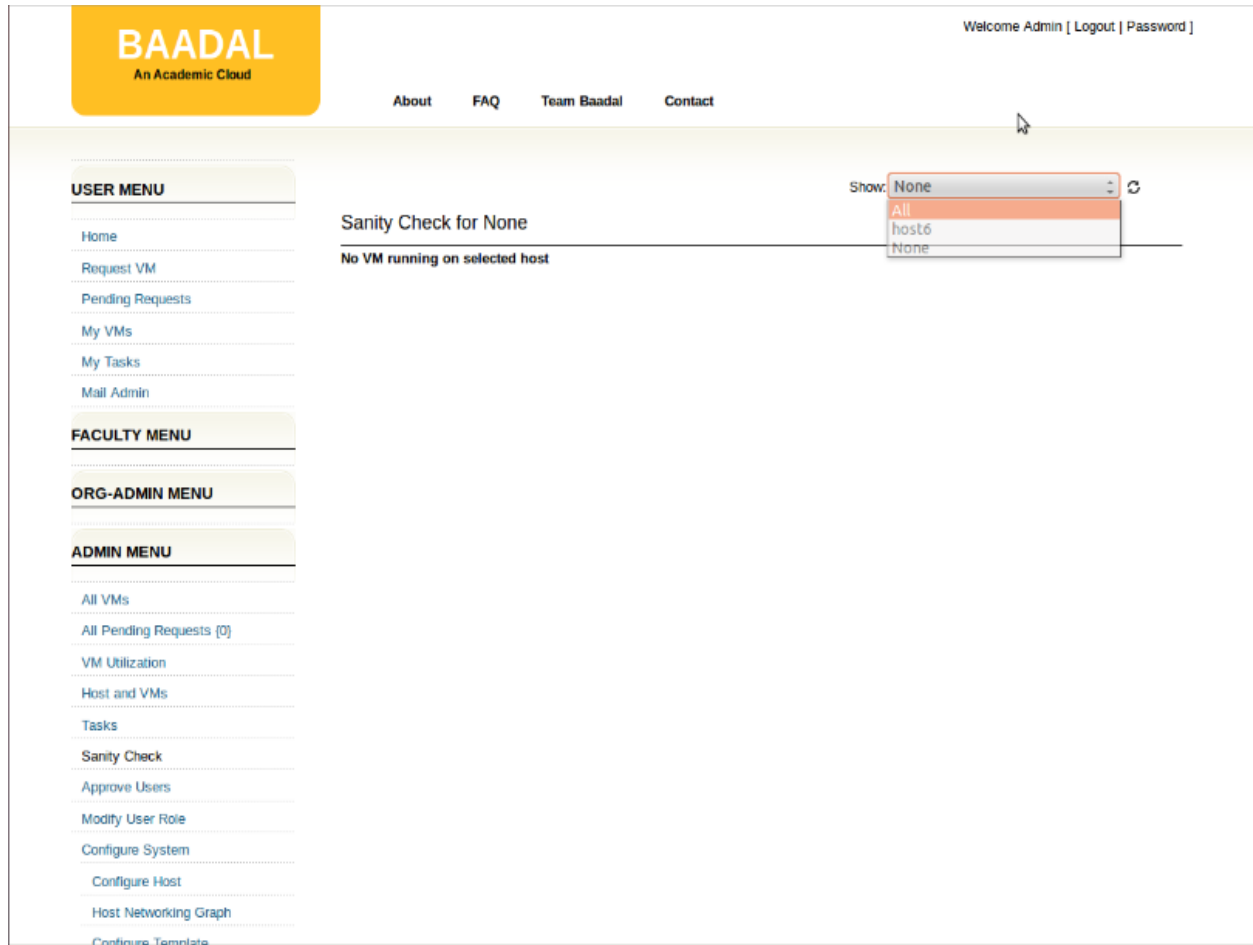 BAADAL
An Academic Cloud
Welcome Admin [ Logout | Password ]
About FAQ Team Baadal Contact
USER MENU
Home
Request VM
Pending Requests
My VMs
My Tasks
Mail Admin
FACULTY MENU
ORG-ADMIN MENU
ADMIN MENU
All VMs
All Pending Requests {0}
VM Utilization
Host and VMs
Tasks
Sanity Check
Approve Users
Modify User Role
Configure System
Configure Host
Host Networking Graph
Configure Template
Show: None
All
host6
None
Sanity Check for None
No VM running on selected host